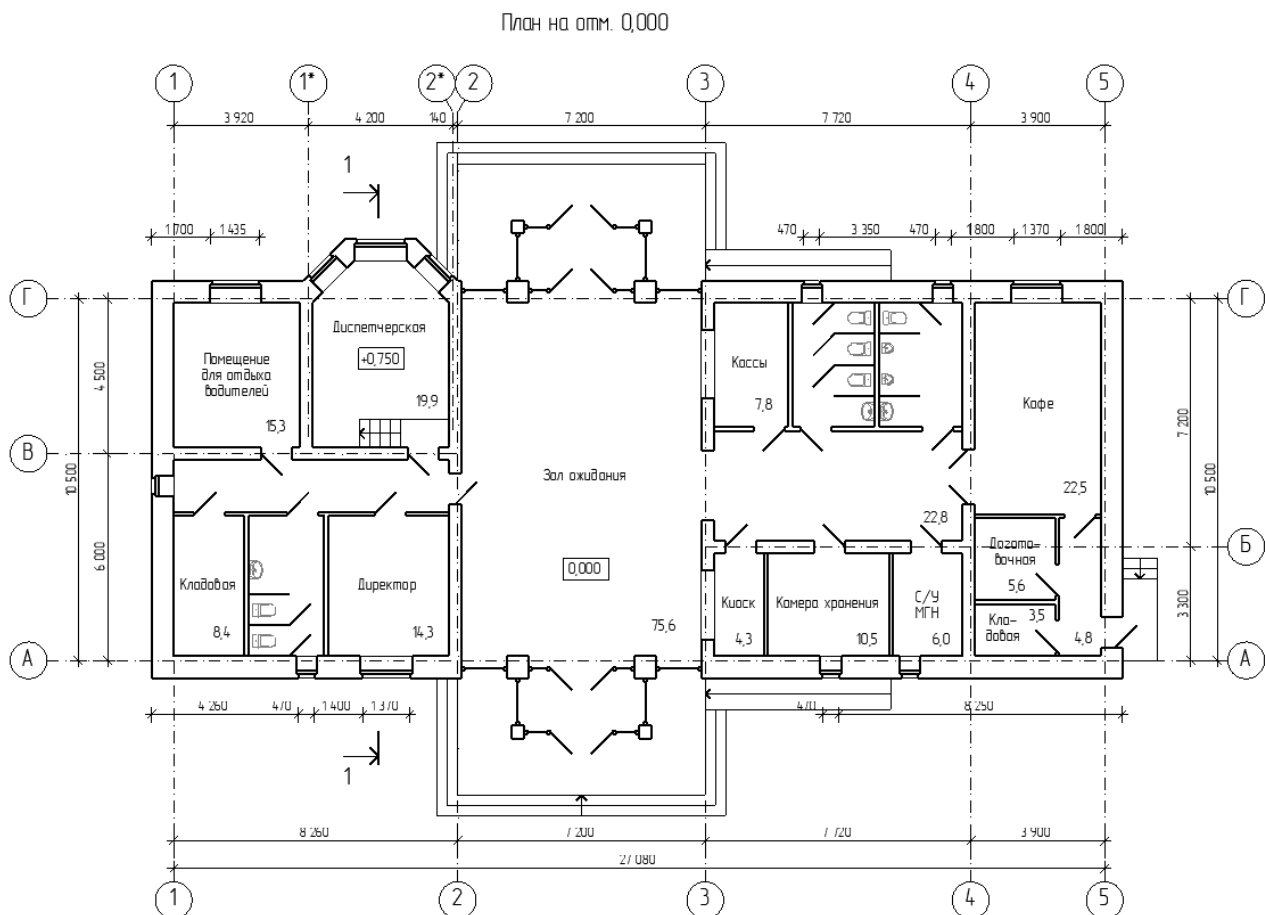 План на отм. 0,000
1
1*
2*
2
3
4
5
3 920
4 200
140
7 200
7 720
3 900
1
1 700
1 435
470
3 350
470
1 800
1 370
1 800
Г
Г
Диспетчерская
+0,750
Помещение
для отдыха
водителей
Кассы
Кафе
4 500
19,9
7,8
15,3
7 200
В
10 500
10 500
Зал ожидания
22,5
22,8
6 000
Б
Догото-
вочная
0,000
Кладовая
Директор
Киоск
Камера хранения
С/У
МГН
5,6
3 300
Кла-
довая
3,5
8,4
14,3
75,6
4,3
10,5
6,0
4,8
А
А
4 260
470
1 400
1 370
470
8 250
1
8 260
7 200
7 720
3 900
27 080
1
2
3
4
5